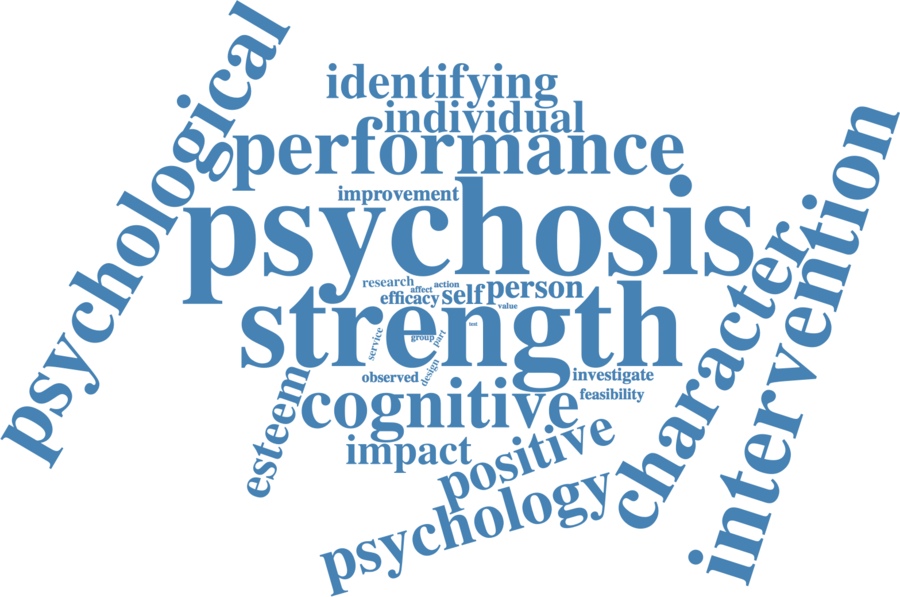 psychological
identifying
individual
performance
improvement
psychosis
research
affect
action
efficacy
self
person
value
strength
service
group
part
test
design
observed
investigate
feasibility
esteem
cognitive
impact
positive
psychology
character
intervention